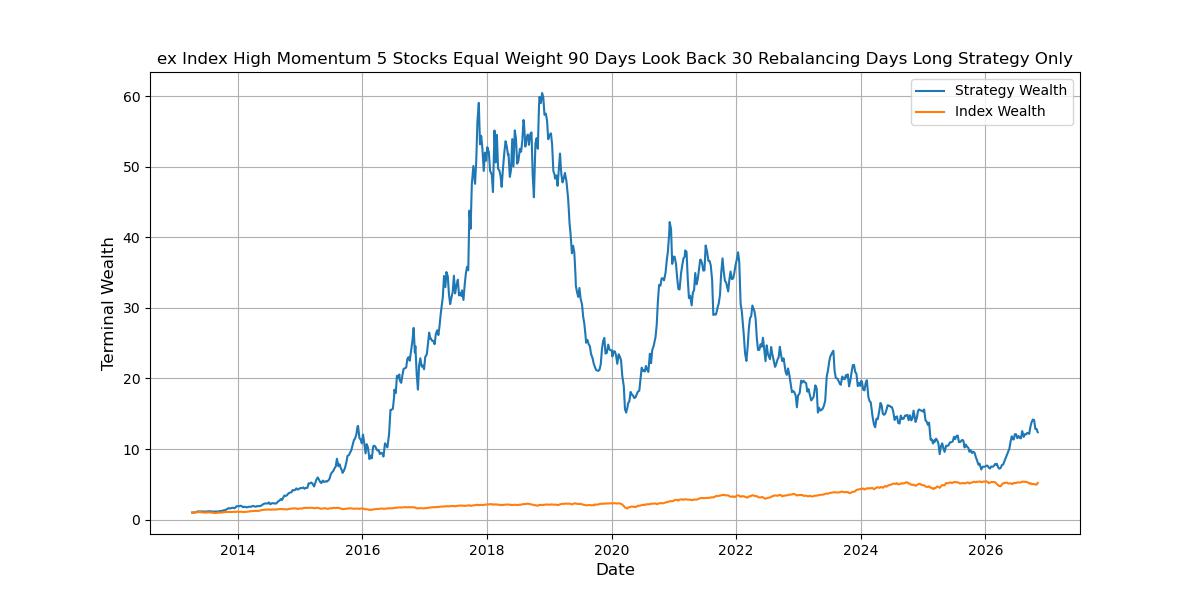 ex Index High Momentum 5 Stocks Equal Weight 90 Days Look Back 30 Rebalancing Days Long Strategy Only
Strategy Wealth
Index Wealth
60
50
40
30
20
10
0
Terminal Wealth
2014 2016 2018 2020 2022 2024 2026
Date